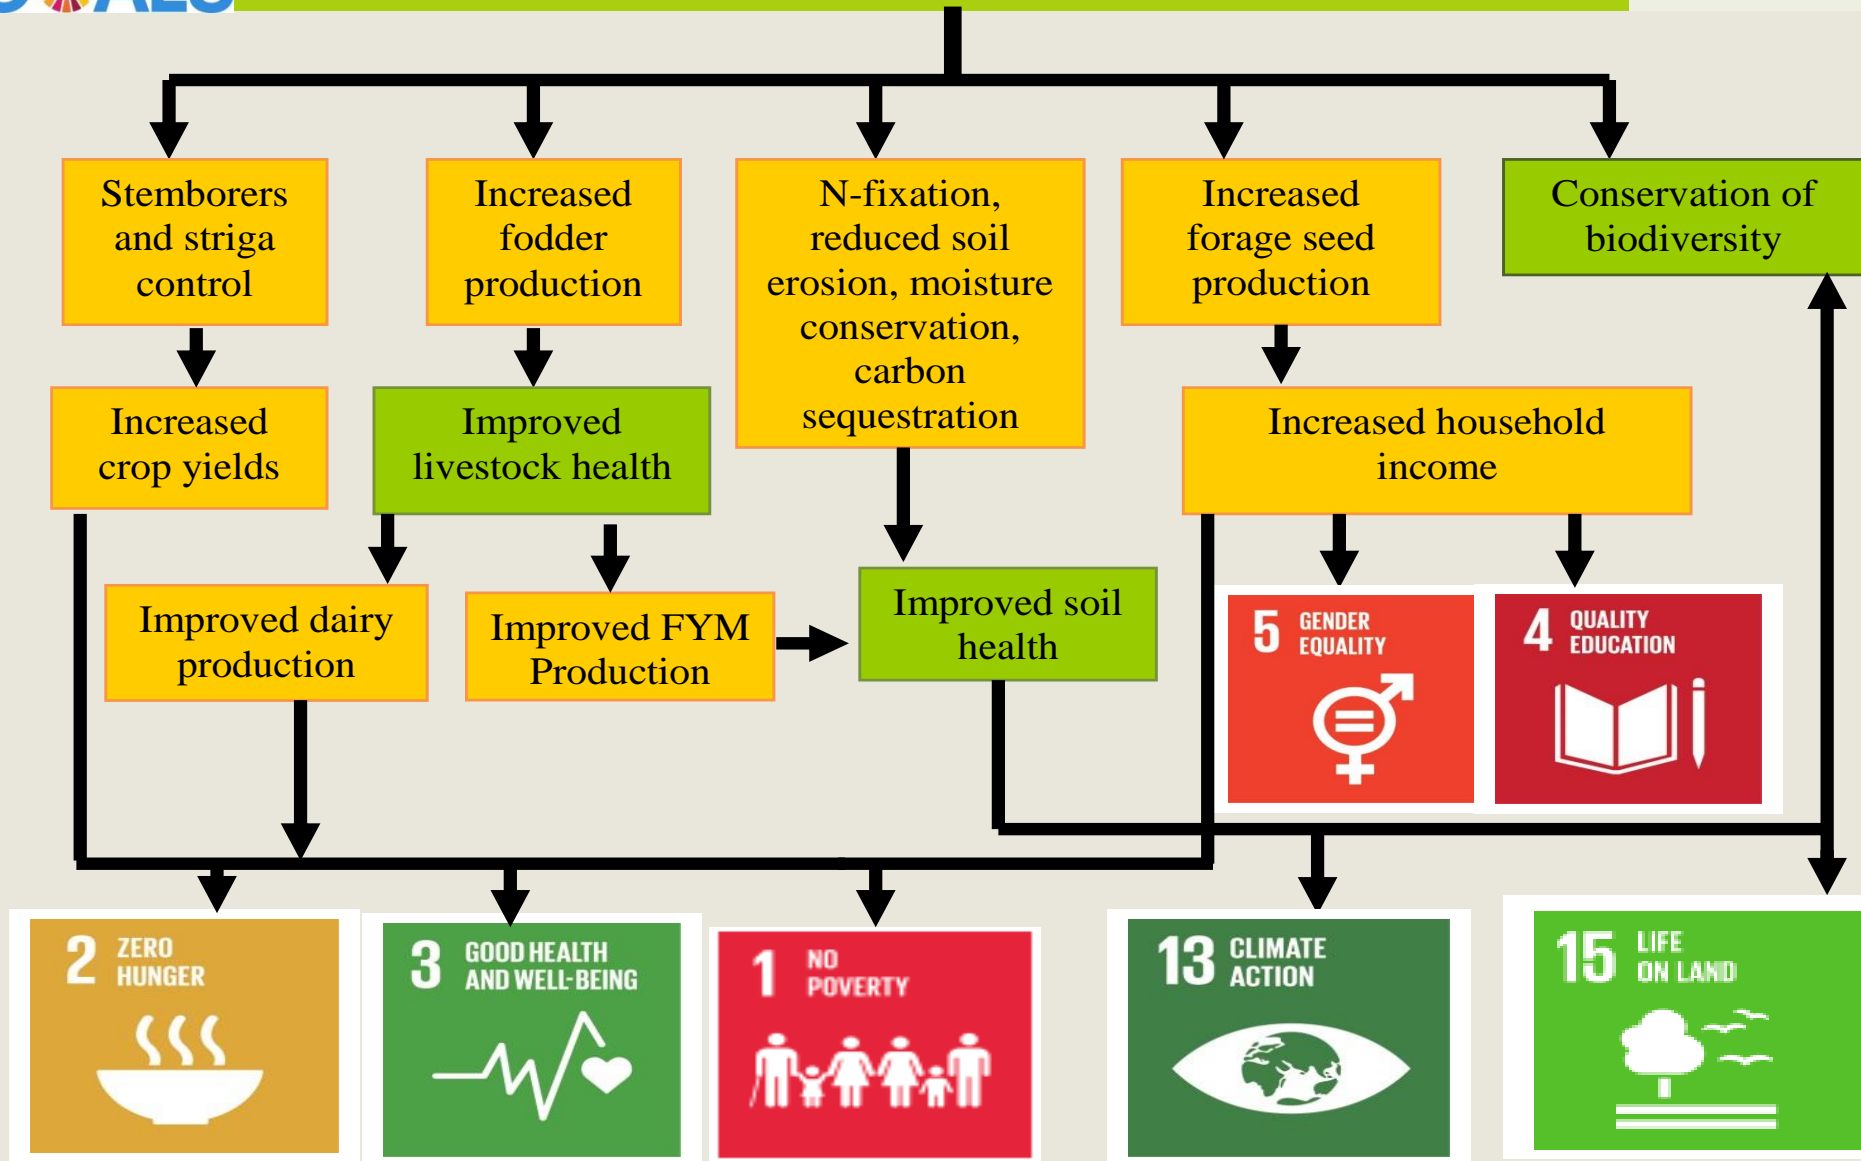 Stemborers
and striga
control
Increased
fodder
production
N-fixation,
reduced soil
erosion, moisture
conservation,
carbon
sequestration
Increased
forage seed
production
Conservation of
biodiversity
Increased
crop yields
Improved
livestock health
Increased household
income
Improved dairy
production
Improved FYM
Production
Improved soil
health
5 GENDER
EQUALITY
4 QUALITY
EDUCATION
2 ZERO
HUNGER
3 GOOD HEALTH
AND WELL-BEING
1 NO
POVERTY
13 CLIMATE
ACTION
15 LIFE
ON LAND